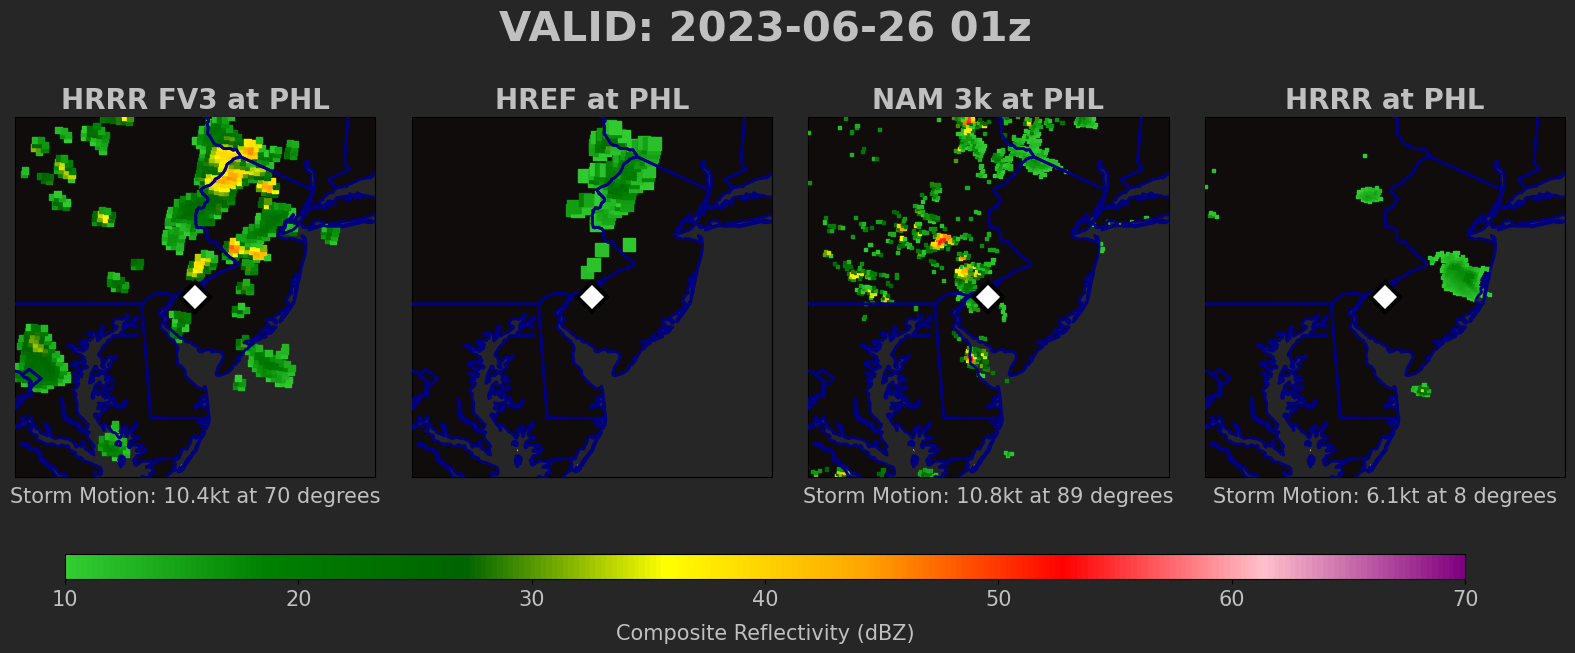 VALID: 2023-06-26 01z
HRRR FV3 at PHL
HREF at PHL
NAM 3k at PHL
HRRR at PHL
Storm Motion: 10.4kt at 70 degrees
Storm Motion: 10.8kt at 89 degrees
Storm Motion: 6.1kt at 8 degrees
10 20 30 40 50 60 70
Composite Reflectivity (dBZ)